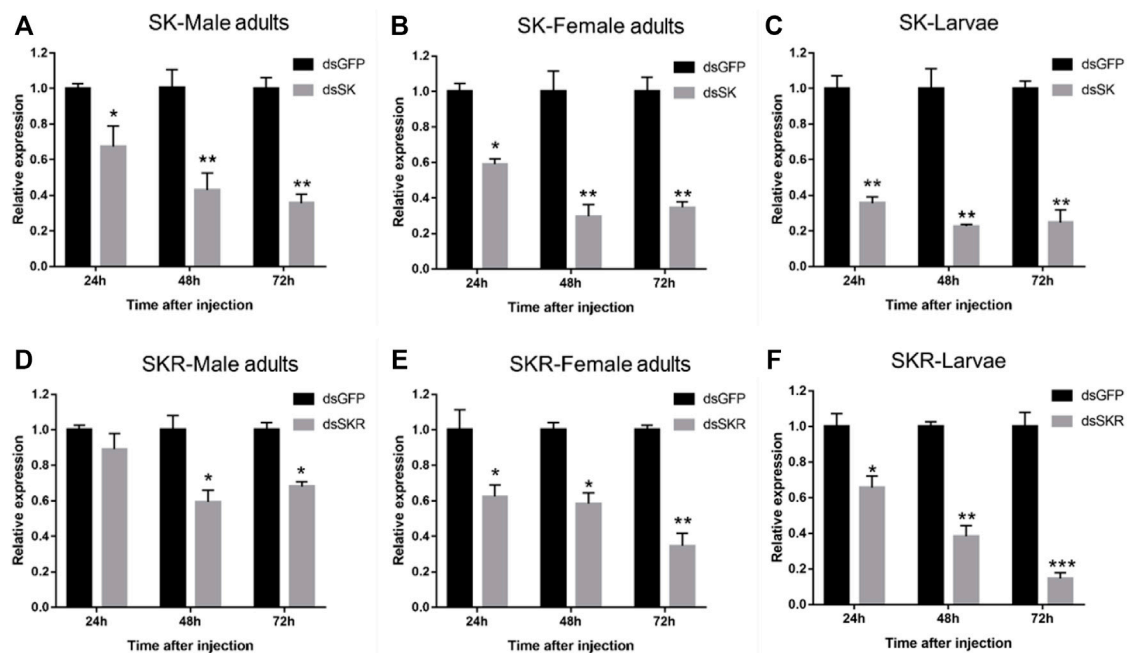 A
SK-Male adults
Relative expression
1.2
1.0
0.8
0.6
0.4
0.2
0.0
dsGFP
dsSK
*
**
**
24h 48h 72h
Time after injection
B
SK-Female adults
Relative expression
1.2
1.0
0.8
0.6
0.4
0.2
0.0
dsGFP
dsSK
*
**
**
24h 48h 72h
Time after injection
C
SK-Larvae
Relative expression
1.2
1.0
0.8
0.6
0.4
0.2
0.0
dsGFP
dsSK
**
**
**
24h 48h 72h
Time after injection
D
SKR-Male adults
Relative expression
1.2
1.0
0.8
0.6
0.4
0.2
0.0
dsGFP
dsSKR
*
*
24h 48h 72h
Time after injection
E
SKR-Female adults
Relative expression
1.2
1.0
0.8
0.6
0.4
0.2
0.0
dsGFP
dsSKR
*
*
**
24h 48h 72h
Time after injection
F
SKR-Larvae
Relative expression
1.2
1.0
0.8
0.6
0.4
0.2
0.0
dsGFP
dsSKR
*
**
***
24h 48h 72h
Time after injection